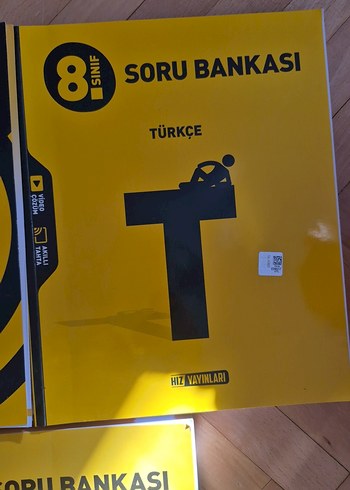 8. SINIF
SORU BANKASI
TÜRKÇE
VİDEO
ÇÖZÜM
AKILLI
TAHTA
HIZ YAYINLARI
SORU BANKASI